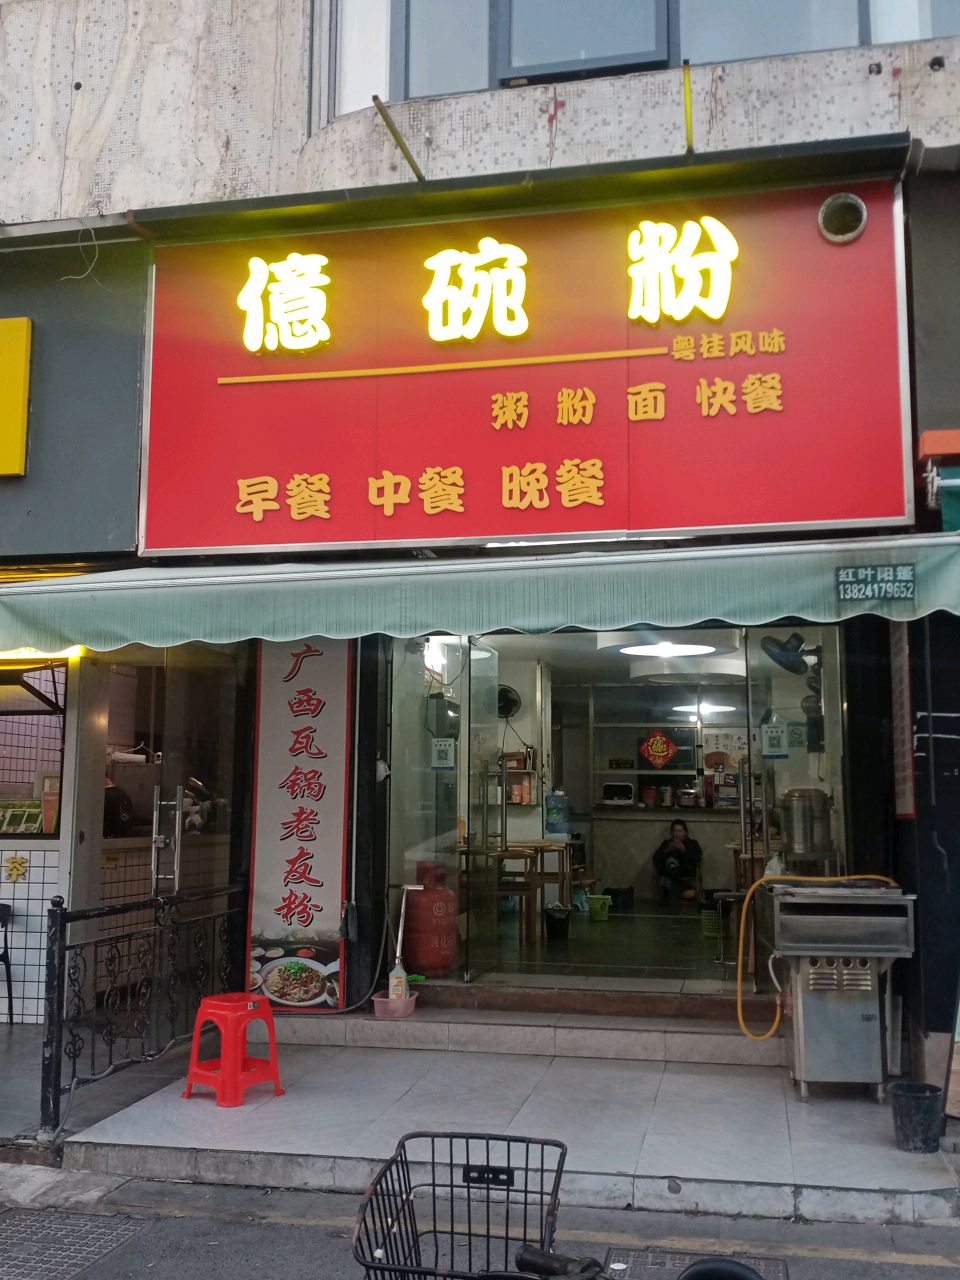 億碗粉
粤桂风味
粥 粉 面 快餐
早餐 中餐 晚餐
红叶阳篷
13824179652
广西瓦锅老友粉
茶